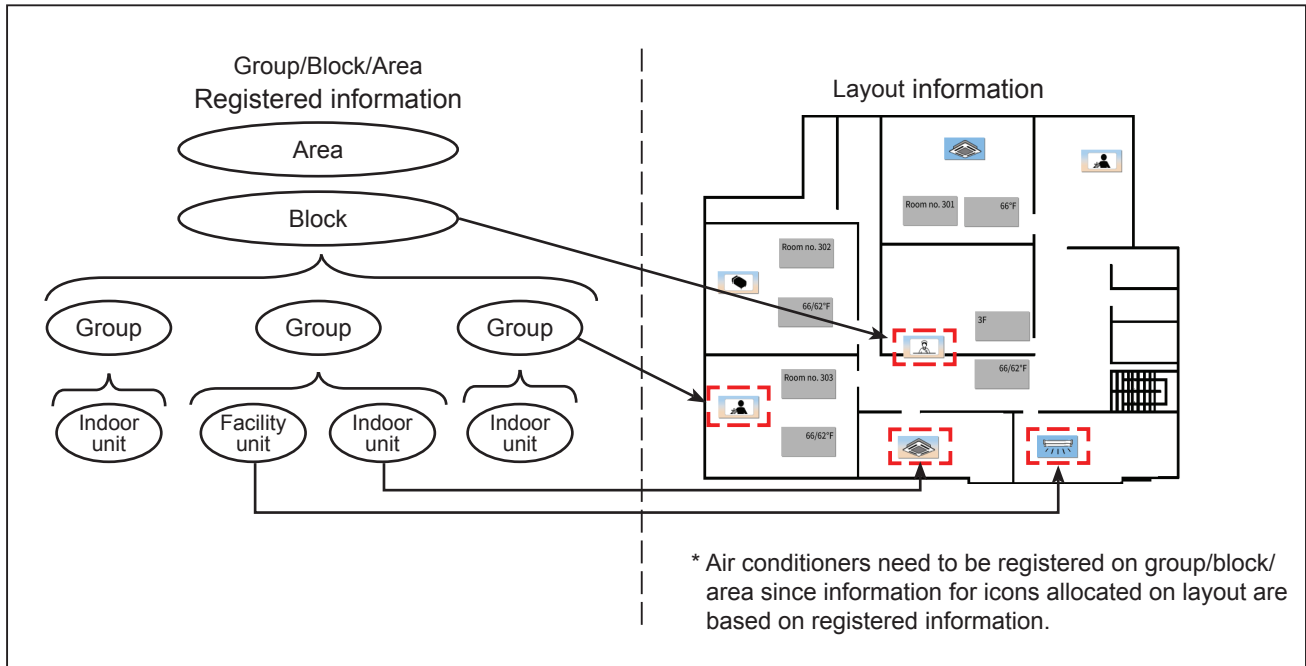 Group/Block/Area
Registered information
Area
Block
Group
Group
Group
Indoor
unit
Facility
unit
Indoor
unit
Indoor
unit
Layout information
Room no. 301
66°F
Room no. 302
66/62°F
3F
66/62°F
Room no. 303
66/62°F
* Air conditioners need to be registered on group/block/
area since information for icons allocated on layout are
based on registered information.